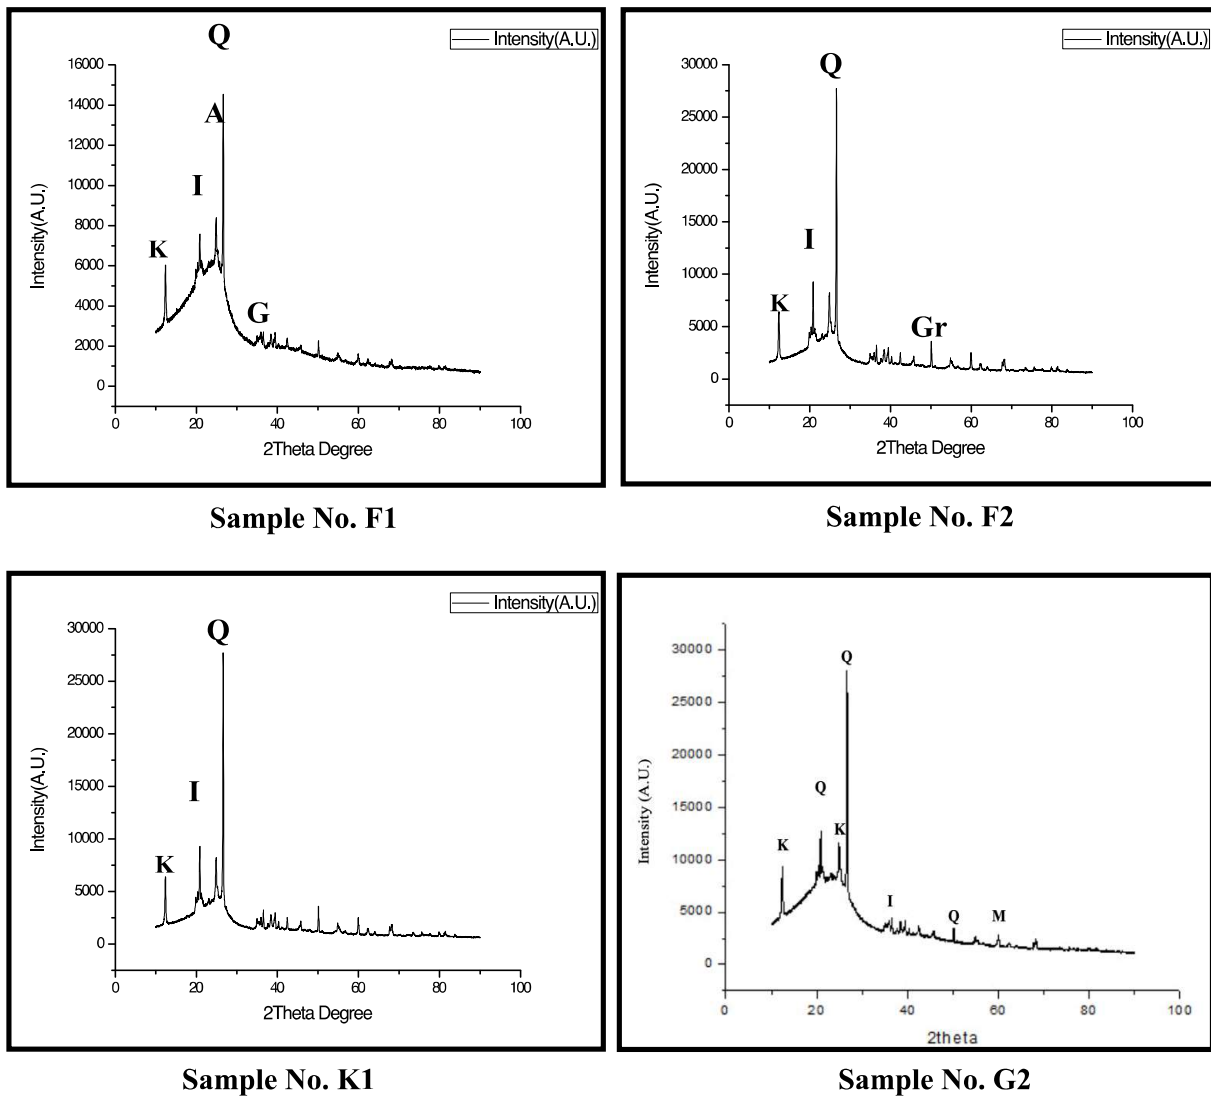 Intensity(A.U.)
Q
16000
14000
A
12000
10000
I
8000
K
6000
4000
G
2000
0
0 20 40 60 80 100
Intensity(A.U.)
2Theta Degree
Sample No. F1
Intensity(A.U.)
Q
30000
25000
20000
15000
I
10000
K
5000
Gr
0
0 20 40 60 80 100
Intensity(A.U.)
2Theta Degree
Sample No. F2
Intensity(A.U.)
Q
30000
25000
20000
15000
I
10000
K
5000
0
0 20 40 60 80 100
Intensity(A.U.)
2Theta Degree
Sample No. K1
Q
30000
25000
20000
Q
15000
K
K
10000
I
Q
M
5000
0
0 20 40 60 80 100
Intensity (A.U.)
2theta
Sample No. G2